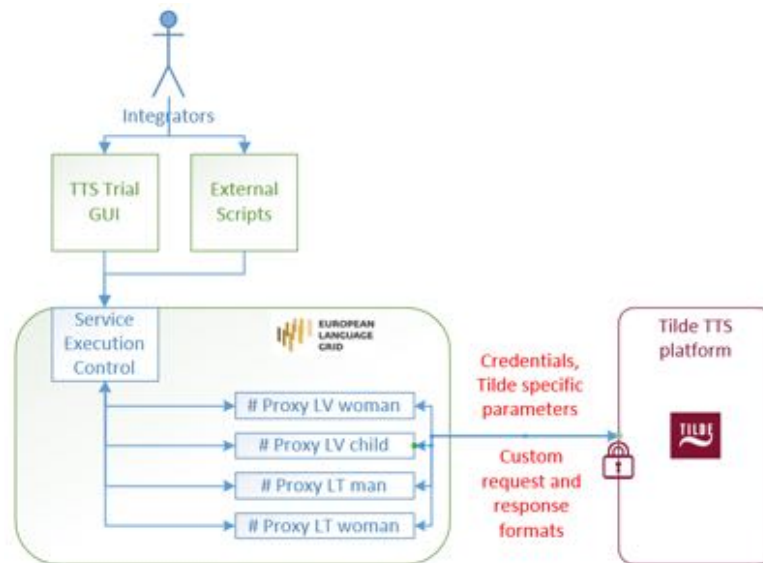 Integrators
TTS Trial
GUI
External
Scripts
Service
Execution
Control
EUROPEAN
LANGUAGE
GRID
# Proxy LV woman
# Proxy LV child
# Proxy LT man
# Proxy LT woman
Credentials,
Tilde specific
parameters
Custom
request and
response
formats
Tilde TTS
platform
TILDE